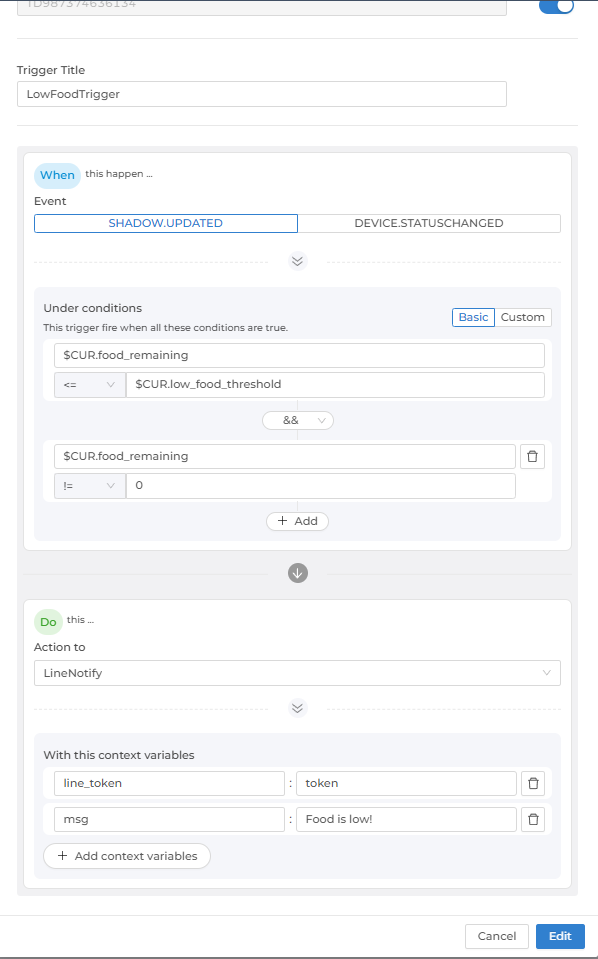 TD987374636134
Trigger Title
LowFoodTrigger
When this happen ...
Event
SHADOW.UPDATED DEVICE.STATUSCHANGED
Under conditions
Basic Custom
This trigger fire when all these conditions are true.
$CUR.food_remaining
<= $CUR.low_food_threshold
&&
$CUR.food_remaining
!= 0
+ Add
Do this ...
Action to
LineNotify
With this context variables
line_token : token
msg : Food is low!
+ Add context variables
Cancel Edit